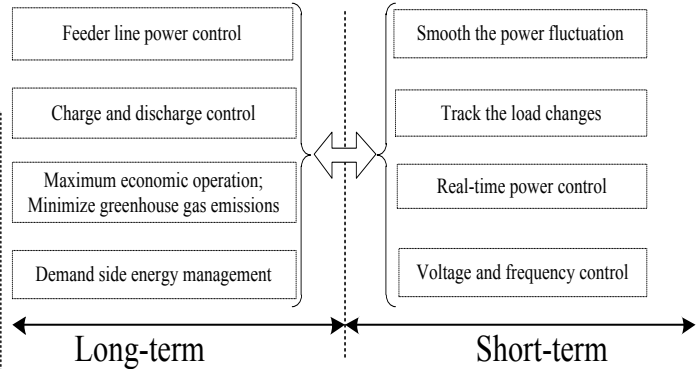 Feeder line power control
Charge and discharge control
Maximum economic operation;
Minimize greenhouse gas emissions
Demand side energy management
Smooth the power fluctuation
Track the load changes
Real-time power control
Voltage and frequency control
Long-term
Short-term